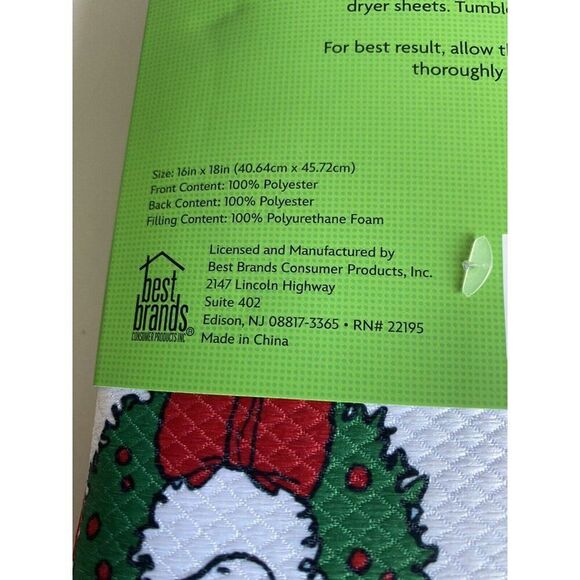 dryer sheets. Tumbl
For best result, allow t
thoroughly
Size: 16in x 18in (40.64cm x 45.72cm)
Front Content: 100% Polyester
Back Content: 100% Polyester
Filling Content: 100% Polyurethane Foam
Licensed and Manufactured by
Best Brands Consumer Products, Inc.
2147 Lincoln Highway
Suite 402
Edison, NJ 08817-3365 • RN# 22195
Made in China
best
brands®
CONSUMER PRODUCTS INC